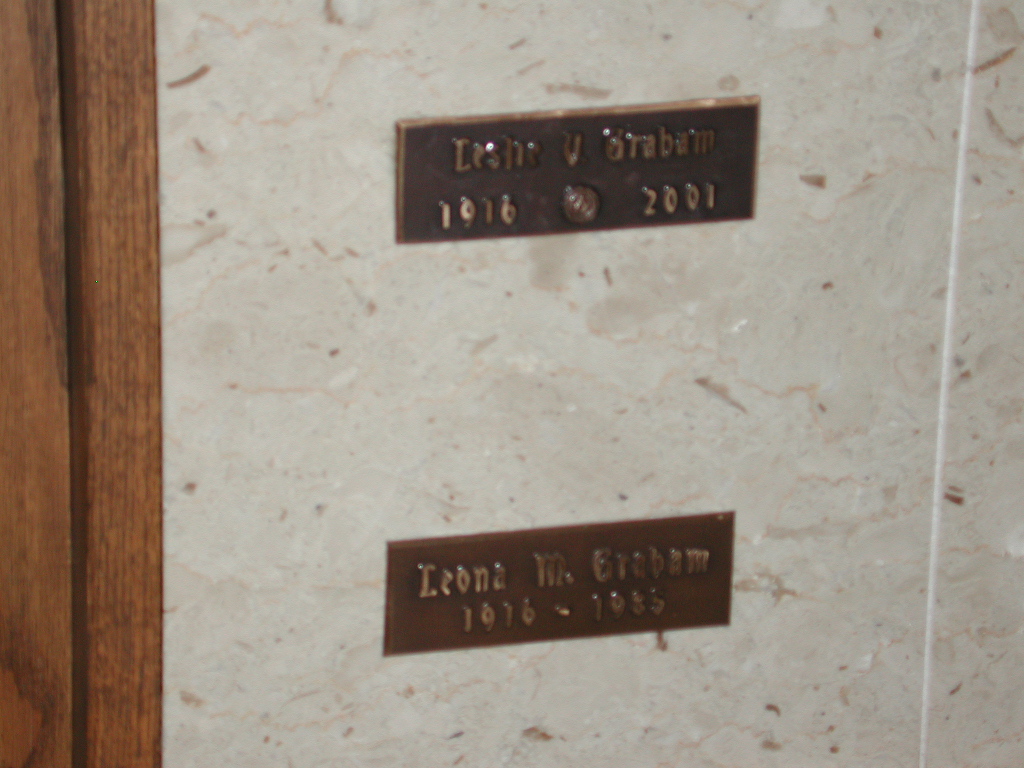 Leslie V. Graham
1916 2001
Leona M. Graham
1916 - 1985